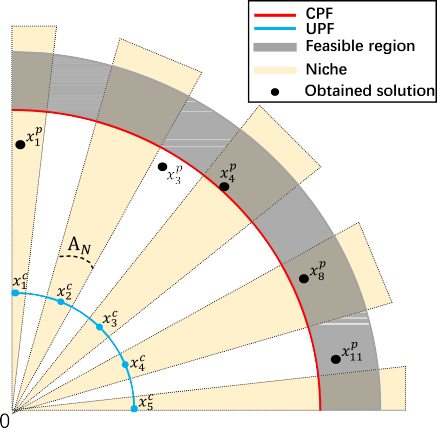 CPF
UPF
Feasible region
Niche
Obtained solution
x_1^p
x_3^p
x_4^p
A_N
x_8^p
x_1^c
x_2^c
x_3^c
x_4^c
x_11^p
x_5^c
0